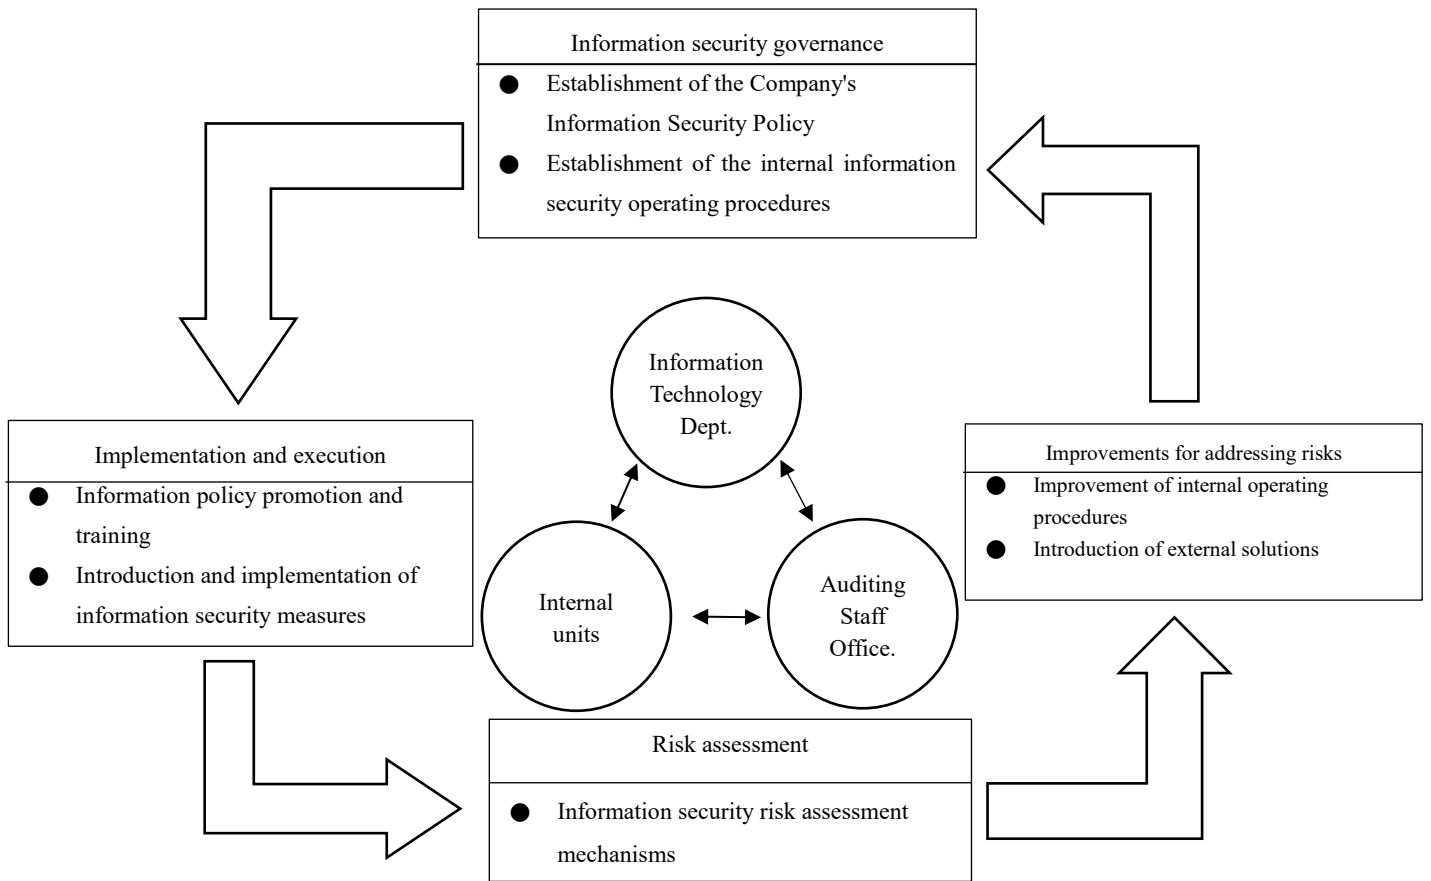 Information security governance
● Establishment of the Company's
Information Security Policy
● Establishment of the internal information
security operating procedures
Information
Technology
Dept.
Implementation and execution
● Information policy promotion and
training
● Introduction and implementation of
information security measures
Internal
units
Auditing
Staff
Office.
Improvements for addressing risks
● Improvement of internal operating
procedures
● Introduction of external solutions
Risk assessment
● Information security risk assessment
mechanisms